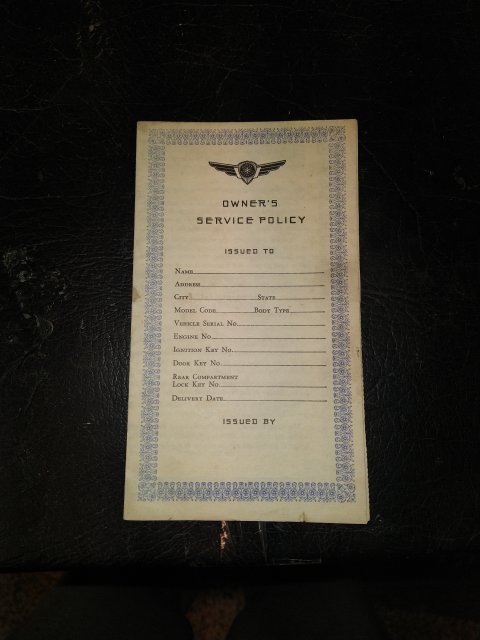 OWNER'S
SERVICE POLICY
ISSUED TO
NAME
ADDRESS
CITY STATE
MODEL CODE BODY TYPE
VEHICLE SERIAL NO.
ENGINE NO.
IGNITION KEY NO.
DOOR KEY NO.
REAR COMPARTMENT
LOCK KEY NO.
DELIVERY DATE
ISSUED BY